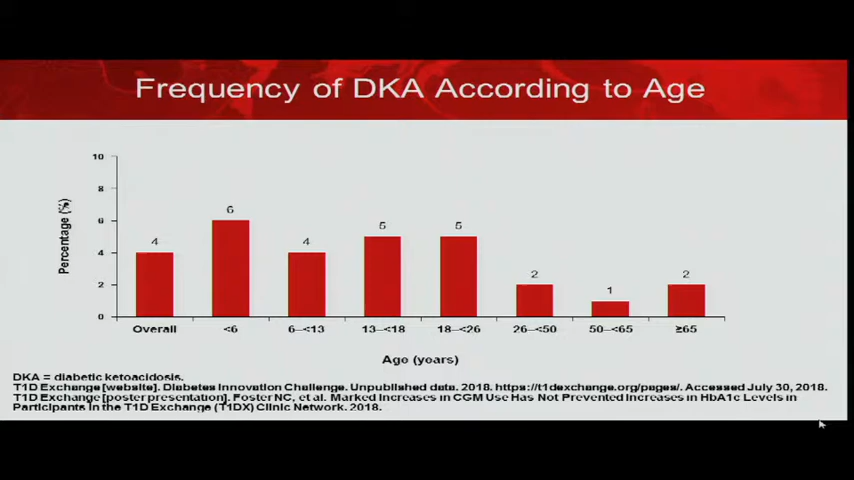 Frequency of DKA According to Age
Percentage (%)
10
8
6
4
2
0
4
6
4
5
5
2
1
2
Overall <6 6–<13 13–<18 18–<26 26–<50 50–<65 ≥65
Age (years)
DKA = diabetic ketoacidosis.
T1D Exchange [website]. Diabetes Innovation Challenge. Unpublished data. 2018. https://t1dexchange.org/pages/. Accessed July 30, 2018.
T1D Exchange [poster presentation]. Foster NC, et al. Marked Increases in CGM Use Has Not Prevented Increases in HbA1c Levels in
Participants in the T1D Exchange (T1DX) Clinic Network. 2018.